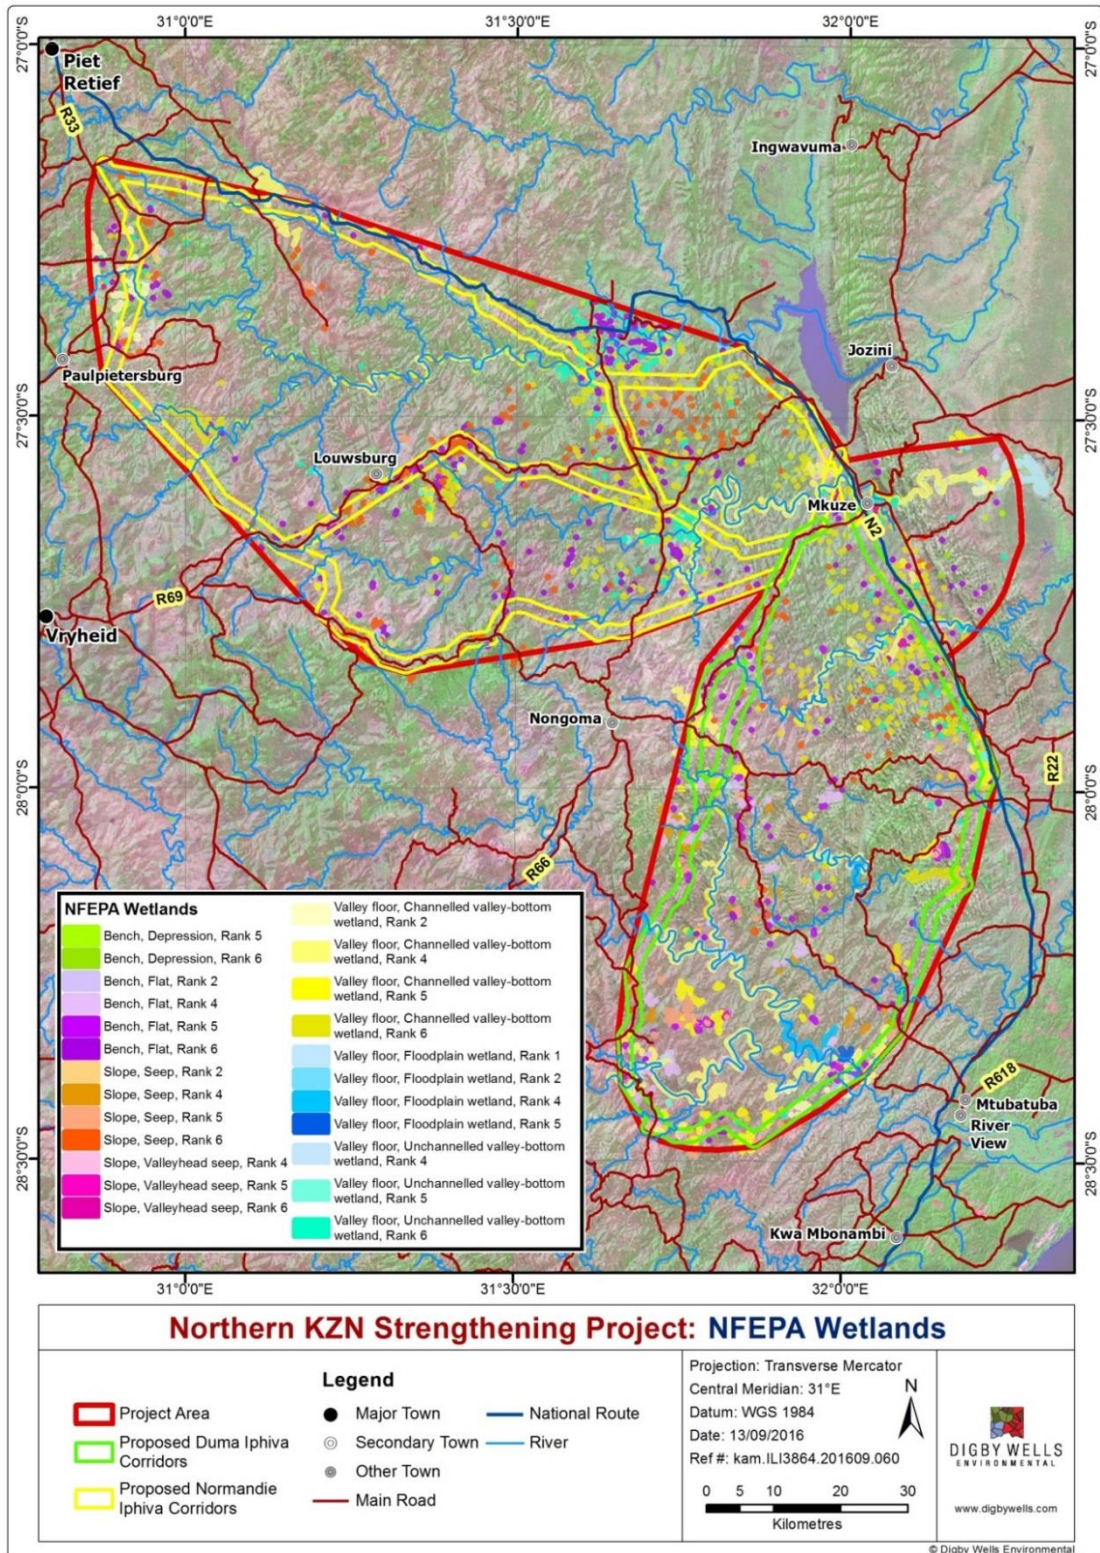 31°0'0"E
31°30'0"E
32°0'0"E
27°0'0"S
27°0'0"S
Piet
Retief
R33
Ingwavuma
Jozini
Paulpietersburg
27°30'0"S
27°30'0"S
Louwsburg
Mkuze
N2
R69
Vryheid
Nongoma
R22
28°0'0"S
28°0'0"S
R66
NFEPA Wetlands
Bench, Depression, Rank 5
Bench, Depression, Rank 6
Bench, Flat, Rank 2
Bench, Flat, Rank 4
Bench, Flat, Rank 5
Bench, Flat, Rank 6
Slope, Seep, Rank 2
Slope, Seep, Rank 4
Slope, Seep, Rank 5
Slope, Seep, Rank 6
Slope, Valleyhead seep, Rank 4
Slope, Valleyhead seep, Rank 5
Slope, Valleyhead seep, Rank 6
Valley floor, Channelled valley-bottom
wetland, Rank 2
Valley floor, Channelled valley-bottom
wetland, Rank 4
Valley floor, Channelled valley-bottom
wetland, Rank 5
Valley floor, Channelled valley-bottom
wetland, Rank 6
Valley floor, Floodplain wetland, Rank 1
Valley floor, Floodplain wetland, Rank 2
Valley floor, Floodplain wetland, Rank 4
Valley floor, Floodplain wetland, Rank 5
Valley floor, Unchannelled valley-bottom
wetland, Rank 4
Valley floor, Unchannelled valley-bottom
wetland, Rank 5
Valley floor, Unchannelled valley-bottom
wetland, Rank 6
R618
Mtubatuba
River
View
28°30'0"S
28°30'0"S
Kwa Mbonambi
31°0'0"E
31°30'0"E
32°0'0"E
Northern KZN Strengthening Project: NFEPA Wetlands
Legend
Project Area
Proposed Duma Iphiva
Corridors
Proposed Normandie
Iphiva Corridors
Major Town
Secondary Town
Other Town
Main Road
National Route
River
Projection: Transverse Mercator
Central Meridian: 31°E
Datum: WGS 1984
Date: 13/09/2016
Ref #: kam.ILI3864.201609.060
N
0 5 10 20 30
Kilometres
DIGBY WELLS
ENVIRONMENTAL
www.digbywells.com
© Digby Wells Environmental